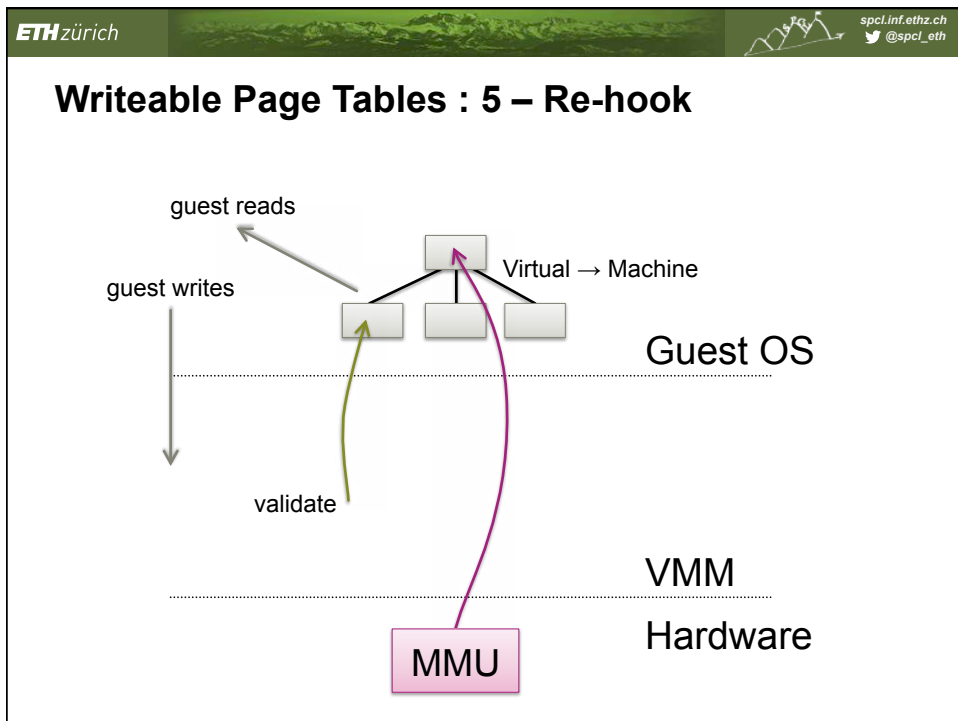 ETH zürich
spcl.inf.ethz.ch
@spcl_eth
Writeable Page Tables : 5 – Re-hook
guest reads
Virtual → Machine
guest writes
Guest OS
validate
VMM
Hardware
MMU